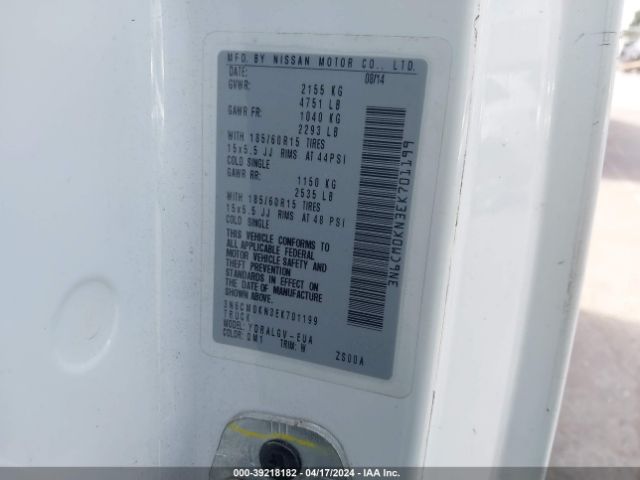 MFD. BY NISSAN MOTOR CO., LTD.
DATE: 08/14
GVWR: 2155 KG
4751 LB
GAWR FR: 1040 KG
2293 LB
WITH 185/60R15 TIRES
15x5.5 JJ RIMS AT 44PSI
COLD SINGLE
GAWR RR: 1150 KG
2535 LB
WITH 185/60R15 TIRES
15x5.5 JJ RIMS AT 48 PSI
COLD SINGLE
THIS VEHICLE CONFORMS TO
ALL APPLICABLE FEDERAL
MOTOR VEHICLE SAFETY AND
THEFT PREVENTION
STANDARDS IN EFFECT ON
THE DATE OF MANUFACTURE
SHOWN ABOVE.
3N6CM0KN3EK701199
TRUCK
MODEL: YDRALGV-EUA
COLOR: QM1 TRIM: W 2S00A
3N6CM0KN3EK701199
000-39218182 - 04/17/2024 - IAA Inc.